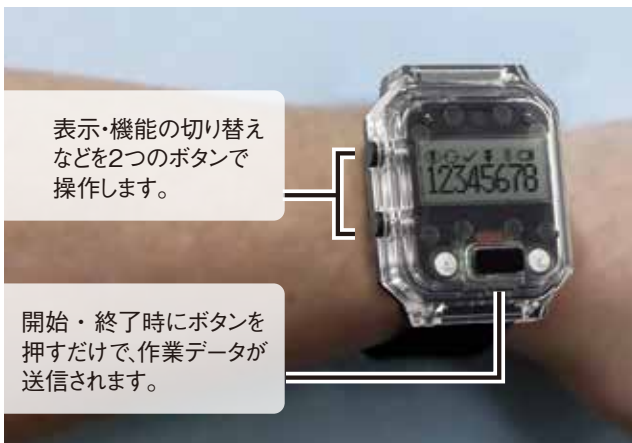 表示・機能の切り替え
などを2つのボタンで
操作します。
12345678
開始・終了時にボタンを
押すだけで、作業データが
送信されます。